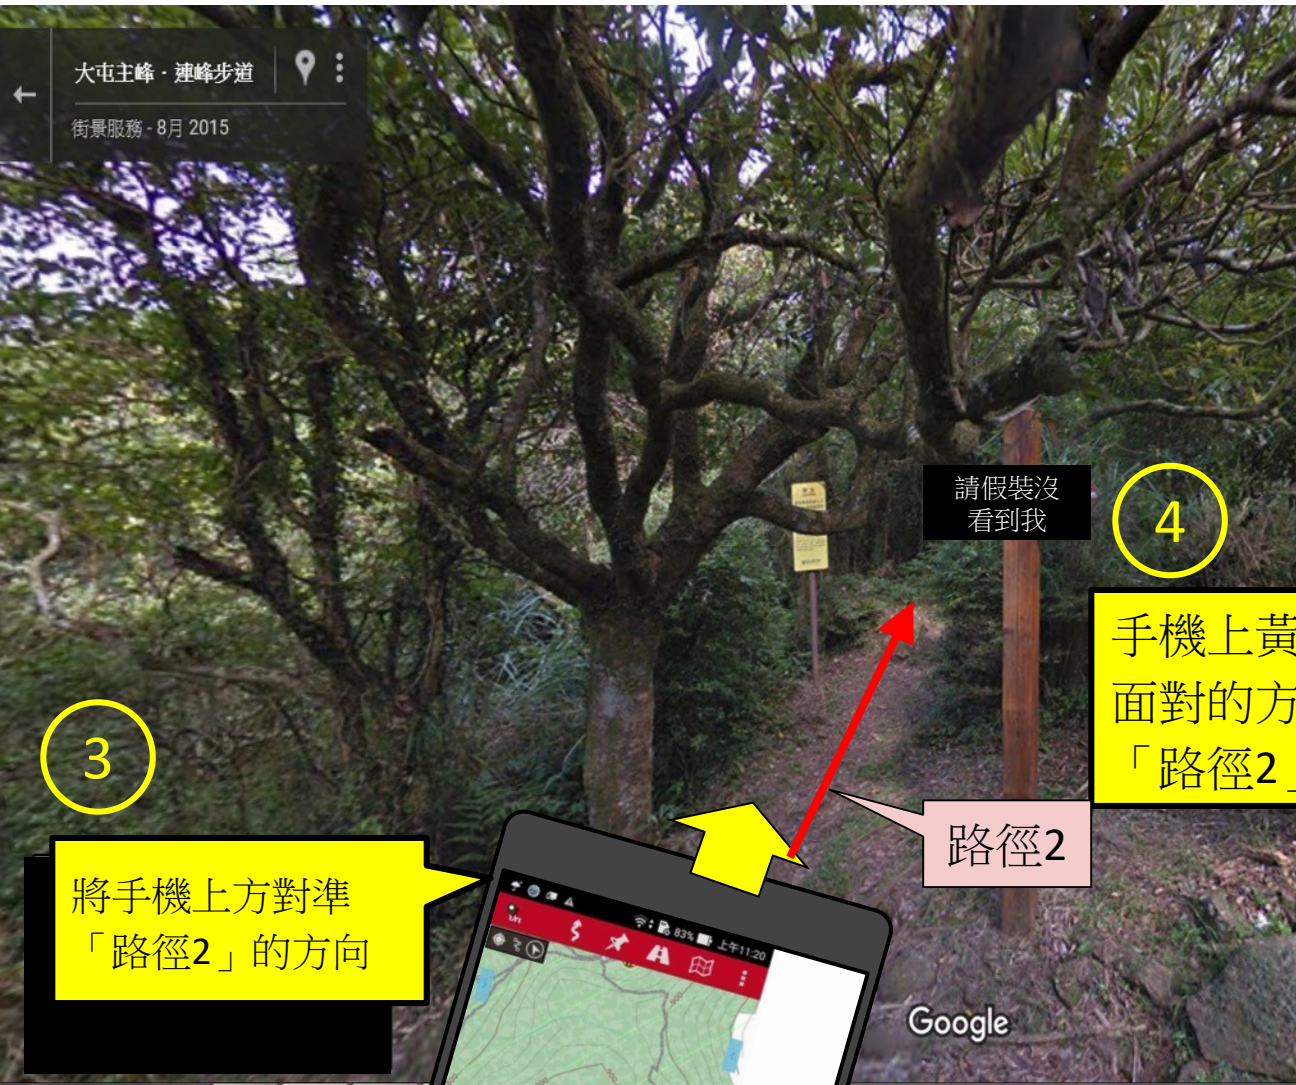 大屯主峰 - 連峰步道
街景服務 - 8月 2015
請假裝沒
看到我
4
手機上黃
面對的方
「路徑2」
3
路徑2
將手機上方對準
「路徑2」的方向
83%
上午11:20
Google